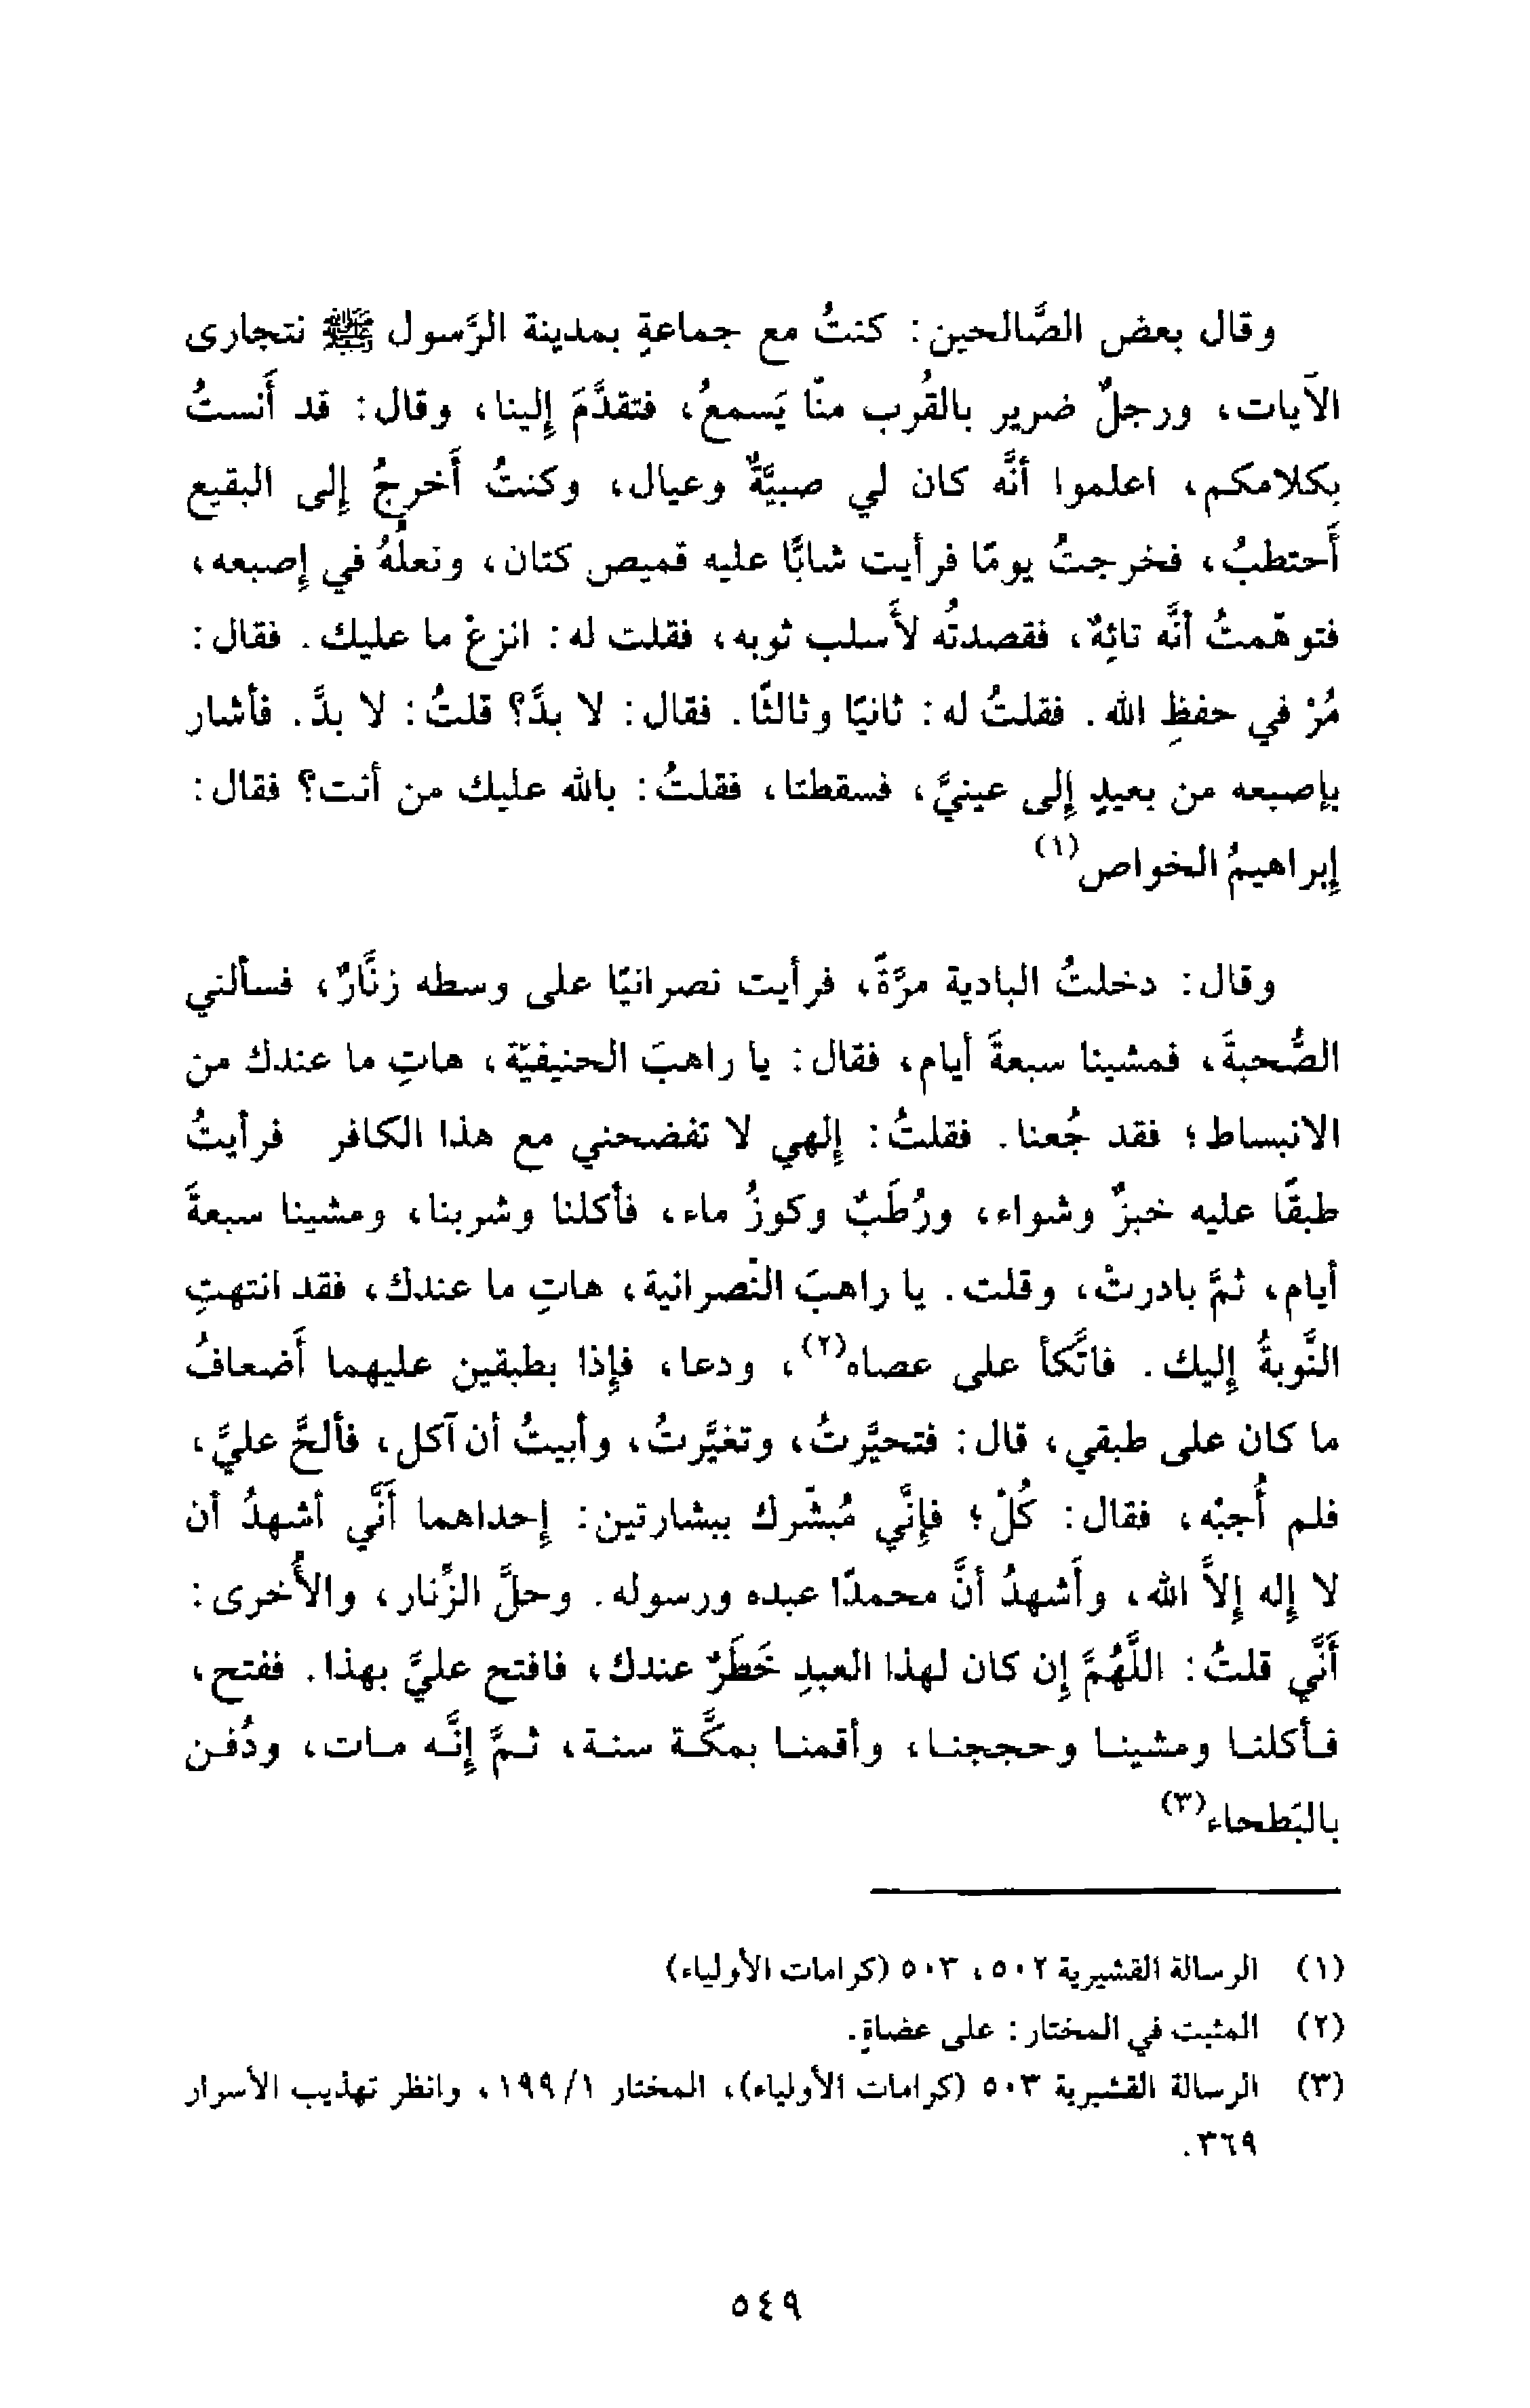 وقال بعض الصَّالحين: كنتُ مع جماعةٍ بمدينة الرَّسول ﷺ نتجارى
الآيات، ورجلٌ ضرير بالقُرب منّا يَسمعُ، فتقدَّمَ إلينا، وقال: قد أَنستُ
بكلامكم، اعلموا أنَّه كان لي صبيَّةٌ وعيال، وكنتُ أَخرجُ إلى البقيع
أَحتطبُ، فخرجتُ يومًا فرأيت شابًّا عليه قميص كتان، ونعلُهُ في إصبعه،
فتوهّمتُ أنَّه تائِهٌ، فقصدتُه لأَسلب ثوبه، فقلت له: انزعْ ما عليك. فقال:
مُرْ في حفظِ الله. فقلتُ له: ثانيًا وثالثًا. فقال: لا بدَّ؟ قلتُ: لا بدَّ. فأشار
بإصبعه من بعيدٍ إلى عينيَّ، فسقطتا، فقلتُ: بالله عليك من أنت؟ فقال:
إبراهيمُ الخواص(١)
وقال: دخلتُ البادية مرَّةً، فرأيت نصرانيًا على وسطه زنَّارٌ، فسألني
الصُّحبةَ، فمشينا سبعةَ أيام، فقال: يا راهبَ الحنيفيّة، هاتِ ما عندك من
الانبساط؛ فقد جُعنا. فقلتُ: إلهي لا تفضحني مع هذا الكافر فرأيتُ
طبقًا عليه خبزٌ وشواء، ورُطَبٌ وكوزُ ماء، فأكلنا وشربنا، ومشينا سبعةَ
أيام، ثمَّ بادرتُ، وقلت. يا راهبَ النَّصرانية، هاتِ ما عندك، فقد انتهتِ
النَّوبةُ إليك. فاتَّكأ على عصاه(٢)، ودعا، فإذا بطبقين عليهما أَضعافُ
ما كان على طبقي، قال: فتحيَّرتُ، وتغيَّرتُ، وأبيتُ أن آكل، فألحَّ عليَّ،
فلم أُجبْه، فقال: كُلْ؛ فإنَّي مُبشّرك ببشارتين: إحداهما أَنَّي أشهدُ أن
لا إله إلاَّ الله، وأَشهدُ أنَّ محمدًا عبده ورسوله. وحلَّ الزُّنار، والأُخرى:
أَنَّي قلتُ: اللَّهُمَّ إن كان لهذا العبدِ خَطَرٌ عندك، فافتح عليَّ بهذا. ففتح،
فأكلنا ومشينا وحججنا، وأقمنا بمكَّة سنة، ثمَّ إنَّه مات، ودُفن
بالبَطحاء(٣)
(١) الرسالة القشيرية ٥٠٢، ٥٠٣ (كرامات الأولياء)
(٢) المثبت في المختار: على عضاةٍ.
(٣) الرسالة القشيرية ٥٠٣ (كرامات الأولياء)، المختار ١/ ١٩٩، وانظر تهذيب الأسرار
٣٦٩.
٥٤٩